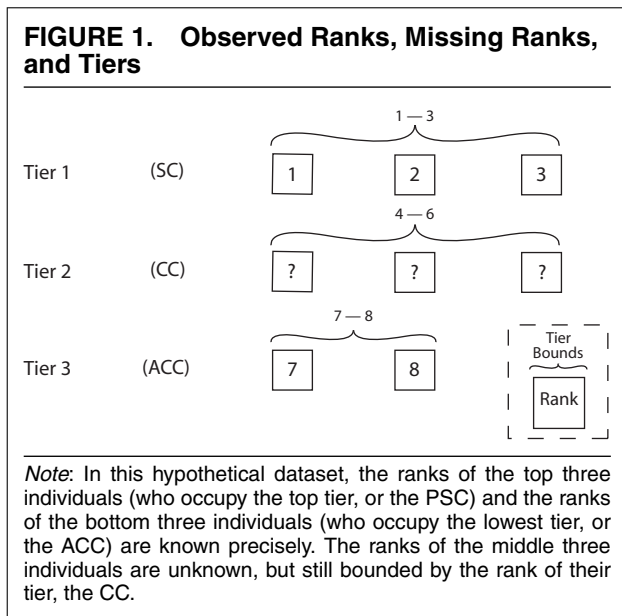 FIGURE 1. Observed Ranks, Missing Ranks,
and Tiers
1 — 3
Tier 1 (SC) 1 2 3
4 — 6
Tier 2 (CC) ? ? ?
7 — 8
Tier 3 (ACC) 7 8
Tier
Bounds
Rank
Note: In this hypothetical dataset, the ranks of the top three
individuals (who occupy the top tier, or the PSC) and the ranks
of the bottom three individuals (who occupy the lowest tier, or
the ACC) are known precisely. The ranks of the middle three
individuals are unknown, but still bounded by the rank of their
tier, the CC.